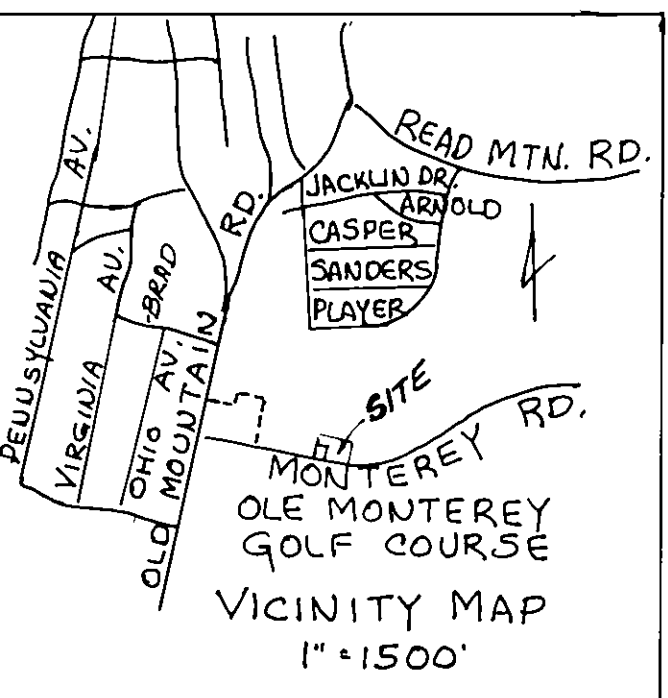 READ MTN. RD.
JACKLIN DR.
ARNOLD
CASPER
SANDERS
PLAYER
RD.
OLD MOUNTAIN
PENNSYLVANIA AV.
VIRGINIA AV.
BRAD
OHIO AV.
SITE
MONTEREY RD.
OLE MONTEREY
GOLF COURSE
VICINITY MAP
1" = 1500'